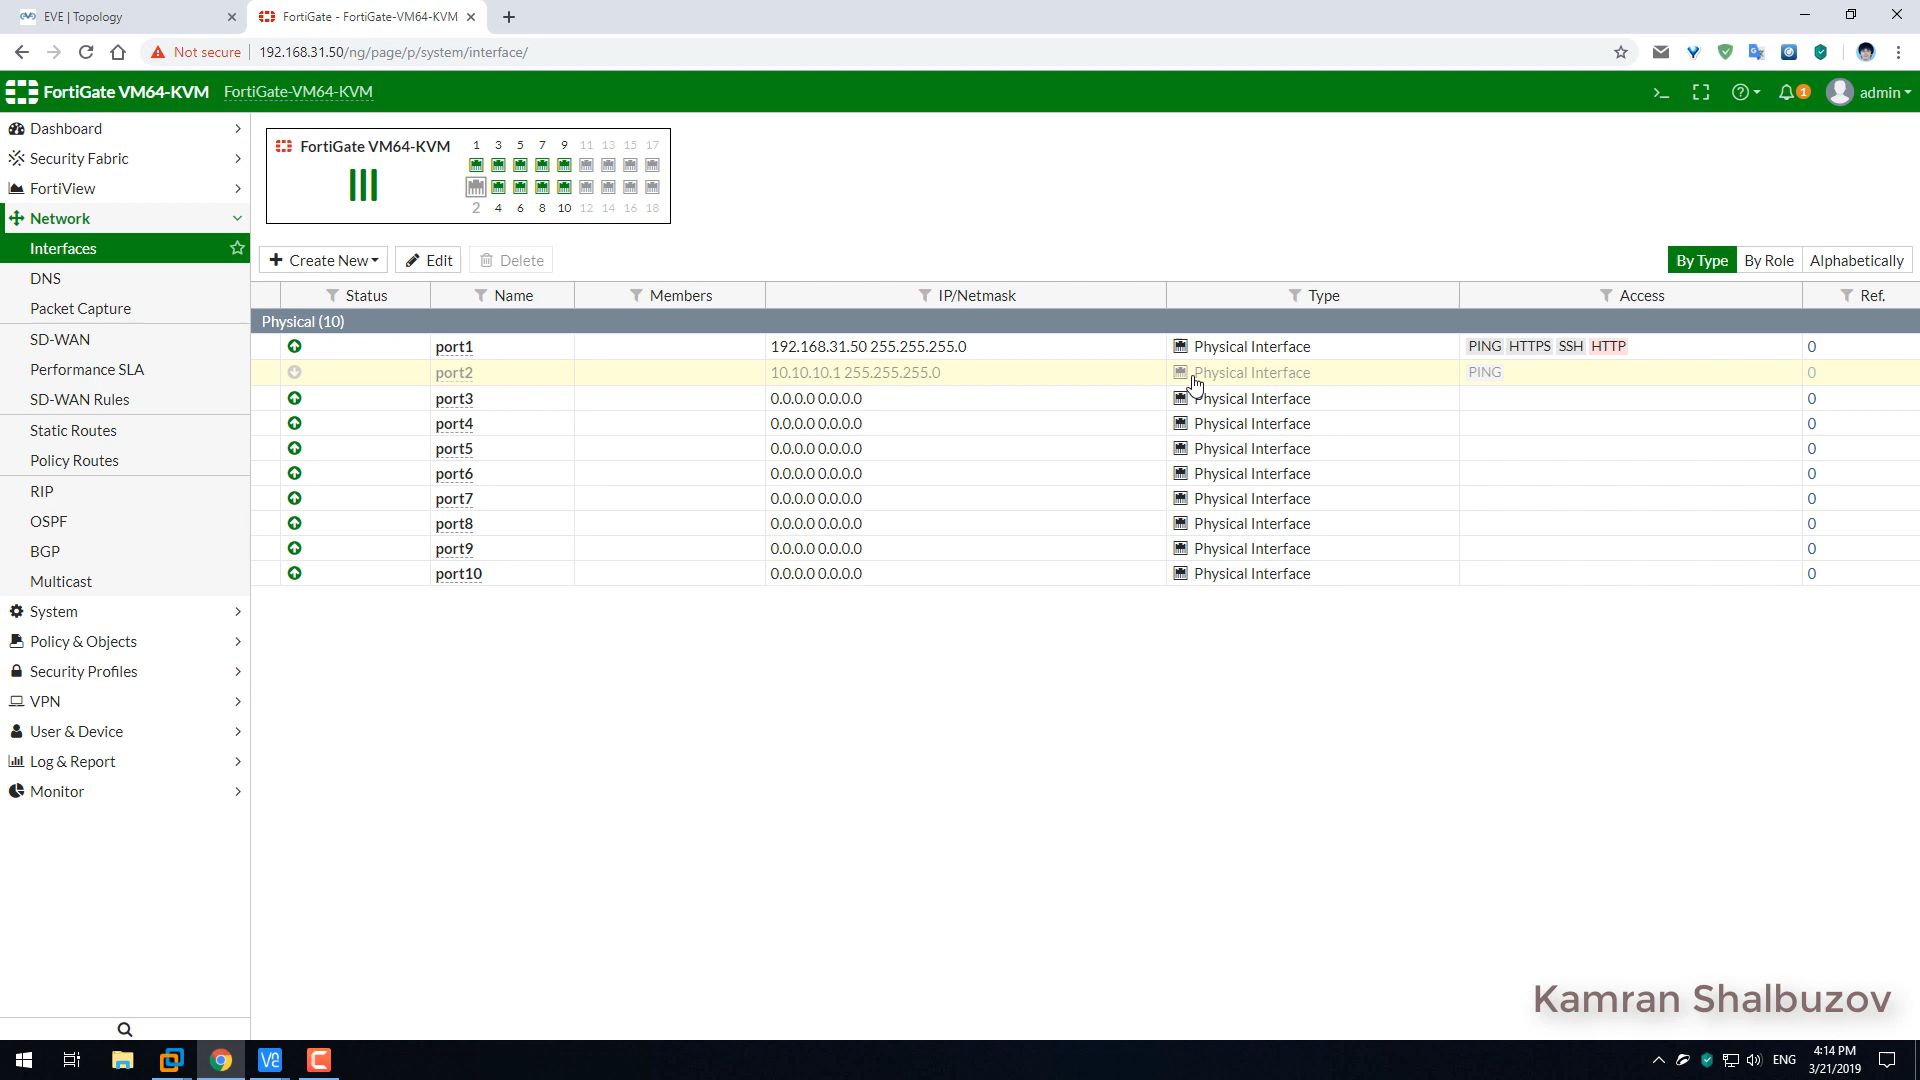 EVE | Topology
FortiGate - FortiGate-VM64-KVM
Not secure
192.168.31.50/ng/page/p/system/interface/
FortiGate VM64-KVM
FortiGate-VM64-KVM
1
admin
Dashboard
Security Fabric
FortiView
Network
Interfaces
DNS
Packet Capture
SD-WAN
Performance SLA
SD-WAN Rules
Static Routes
Policy Routes
RIP
OSPF
BGP
Multicast
System
Policy & Objects
Security Profiles
VPN
User & Device
Log & Report
Monitor
FortiGate VM64-KVM
1 3 5 7 9 11 13 15 17
2 4 6 8 10 12 14 16 18
Create New Edit Delete
By Type By Role Alphabetically
Status Name Members IP/Netmask Type Access Ref.
Physical (10)
port1 192.168.31.50 255.255.255.0 Physical Interface PING HTTPS SSH HTTP 0
port2 10.10.10.1 255.255.255.0 Physical Interface PING 0
port3 0.0.0.0 0.0.0.0 Physical Interface 0
port4 0.0.0.0 0.0.0.0 Physical Interface 0
port5 0.0.0.0 0.0.0.0 Physical Interface 0
port6 0.0.0.0 0.0.0.0 Physical Interface 0
port7 0.0.0.0 0.0.0.0 Physical Interface 0
port8 0.0.0.0 0.0.0.0 Physical Interface 0
port9 0.0.0.0 0.0.0.0 Physical Interface 0
port10 0.0.0.0 0.0.0.0 Physical Interface 0
Kamran Shalbuzov
ENG
4:14 PM
3/21/2019